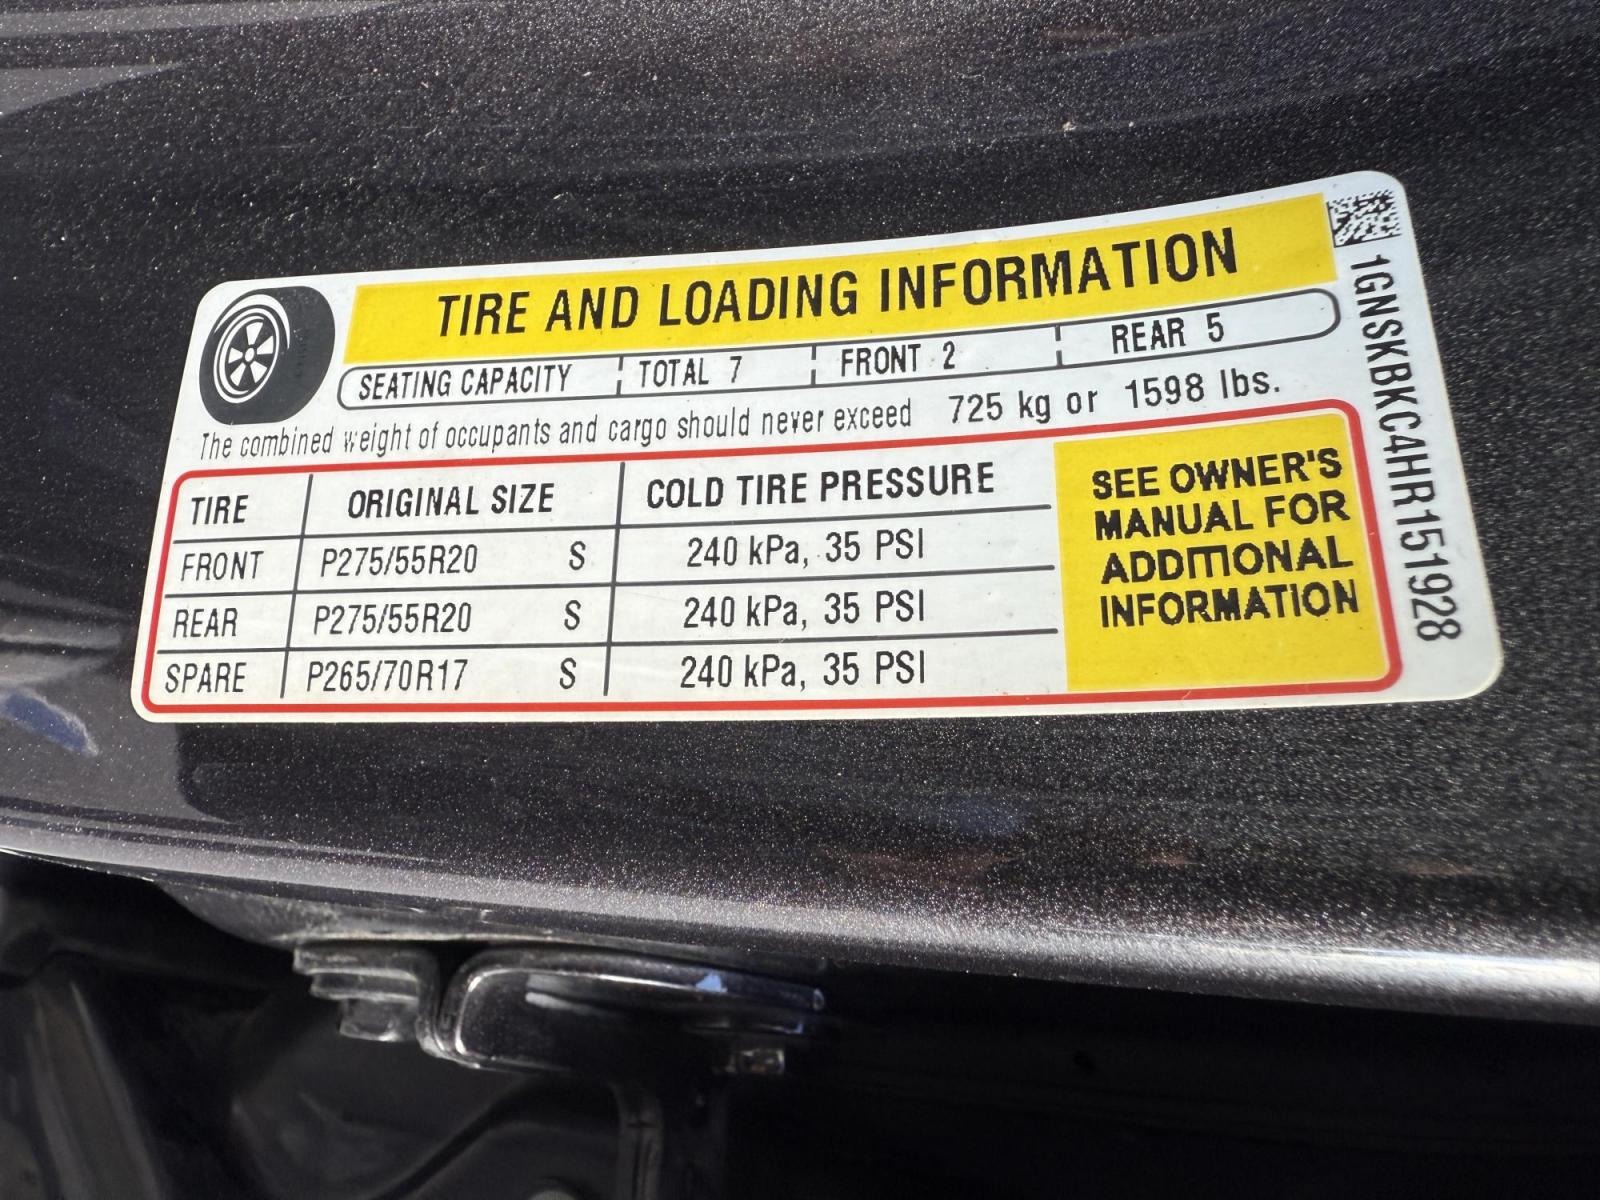 TIRE AND LOADING INFORMATION
SEATING CAPACITY TOTAL 7 FRONT 2 REAR 5
The combined weight of occupants and cargo should never exceed 725 kg or 1598 lbs.
TIRE ORIGINAL SIZE COLD TIRE PRESSURE
FRONT P275/55R20 S 240 kPa, 35 PSI
REAR P275/55R20 S 240 kPa, 35 PSI
SPARE P265/70R17 S 240 kPa, 35 PSI
SEE OWNER'S
MANUAL FOR
ADDITIONAL
INFORMATION
1GNSKBKC4HR151928